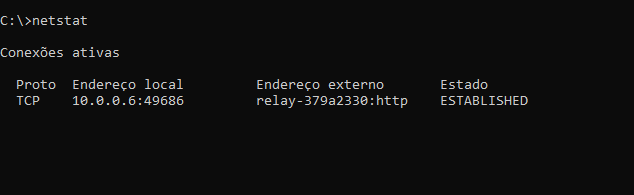 C:\>netstat
Conexões ativas
Proto  Endereço local         Endereço externo       Estado
TCP    10.0.0.6:49686         relay-379a2330:http    ESTABLISHED